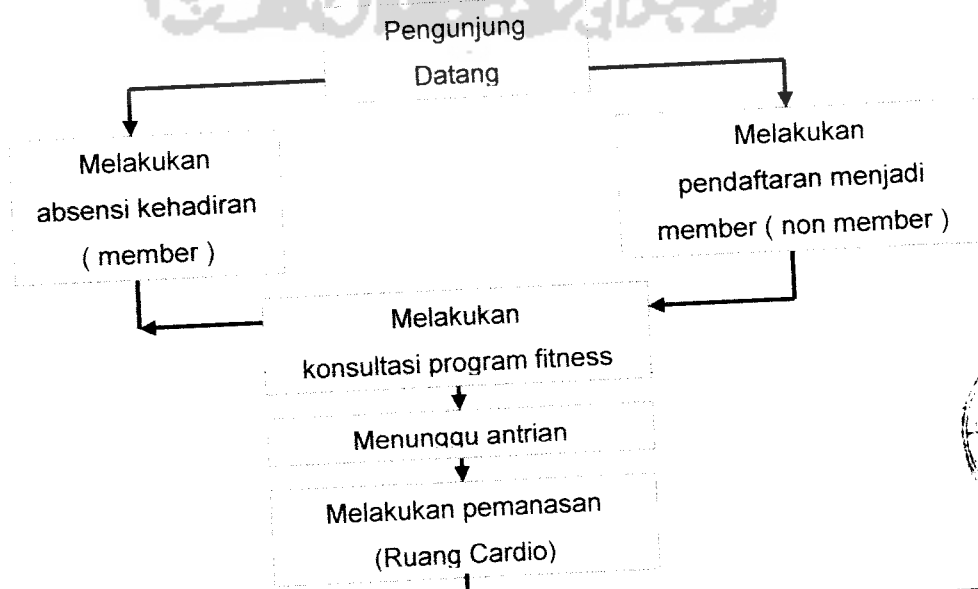 Pengunjung
Datang
Melakukan
absensi kehadiran
( member )
Melakukan
pendaftaran menjadi
member ( non member )
Melakukan
konsultasi program fitness
Menunggu antrian
Melakukan pemanasan
(Ruang Cardio)